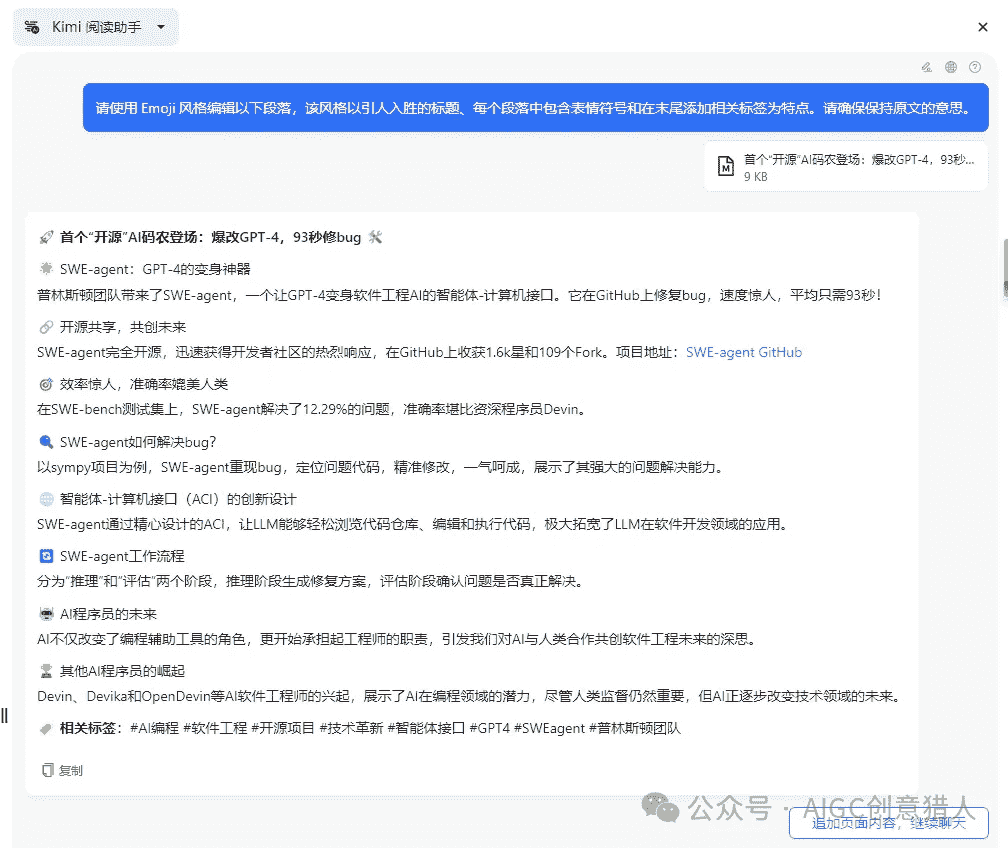 Kimi 阅读助手
请使用 Emoji 风格编辑以下段落，该风格以引人入胜的标题、每个段落中包含表情符号和在末尾添加相关标签为特点。请确保保持原文的意思。
首个“开源”AI码农登场：爆改GPT-4，93秒...
9 KB
首个“开源”AI码农登场：爆改GPT-4，93秒修bug
SWE-agent：GPT-4的变身神器
普林斯顿团队带来了SWE-agent，一个让GPT-4变身软件工程AI的智能体-计算机接口。它在GitHub上修复bug，速度惊人，平均只需93秒！
开源共享，共创未来
SWE-agent完全开源，迅速获得开发者社区的热烈响应，在GitHub上收获1.6k星和109个Fork。项目地址：SWE-agent GitHub
效率惊人，准确率媲美人类
在SWE-bench测试集上，SWE-agent解决了12.29%的问题，准确率堪比资深程序员Devin。
SWE-agent如何解决bug？
以sympy项目为例，SWE-agent重现bug，定位问题代码，精准修改，一气呵成，展示了其强大的问题解决能力。
智能体-计算机接口（ACI）的创新设计
SWE-agent通过精心设计的ACI，让LLM能够轻松浏览代码仓库、编辑和执行代码，极大拓宽了LLM在软件开发领域的应用。
SWE-agent工作流程
分为“推理”和“评估”两个阶段，推理阶段生成修复方案，评估阶段确认问题是否真正解决。
AI程序员的未来
AI不仅改变了编程辅助工具的角色，更开始承担起工程师的职责，引发我们对AI与人类合作共创软件工程未来的深思。
其他AI程序员的崛起
Devin、Devika和OpenDevin等AI软件工程师的兴起，展示了AI在编程领域的潜力，尽管人类监督仍然重要，但AI正逐步改变技术领域的未来。
相关标签：#AI编程 #软件工程 #开源项目 #技术革新 #智能体接口 #GPT4 #SWEagent #普林斯顿团队
复制
公众号 · AIGC创意猎人
追加页面内容，继续聊天